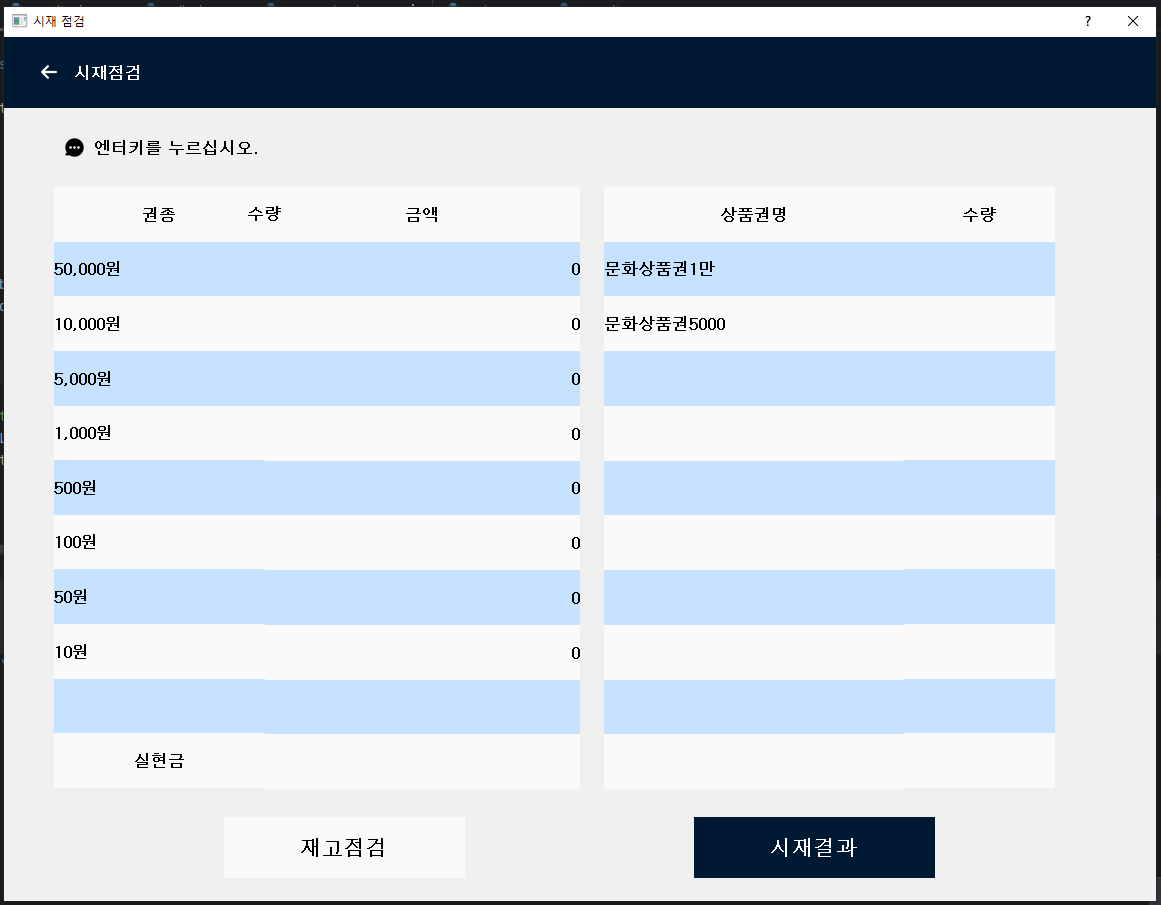 시재 점검
?
시재점검
엔터키를 누르십시오.
권종 수량 금액
50,000원 0
10,000원 0
5,000원 0
1,000원 0
500원 0
100원 0
50원 0
10원 0
실현금
상품권명 수량
문화상품권1만
문화상품권5000
재고점검
시재결과